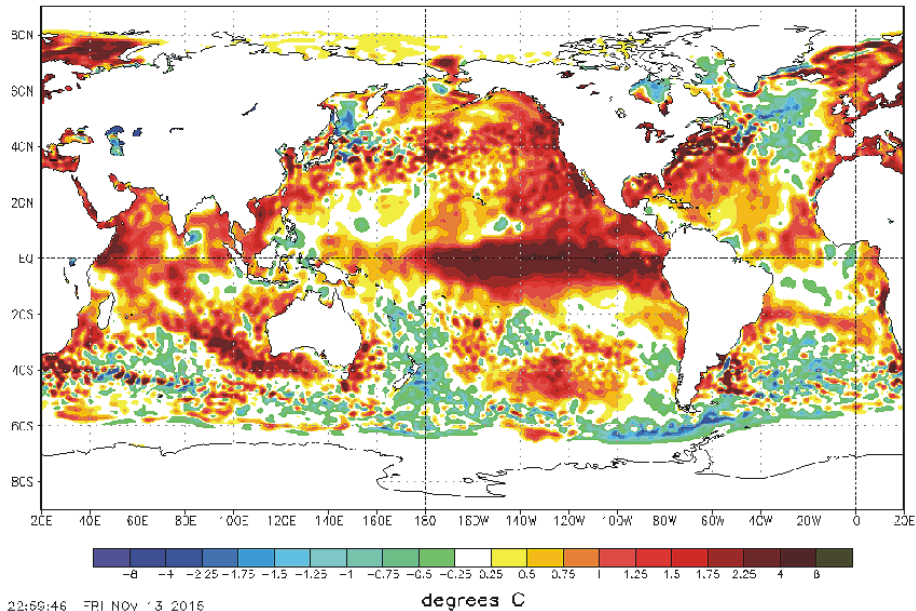 80N
60N
40N
20N
EQ
20S
40S
60S
80S
20E 40E 60E 80E 100E 120E 140E 160E 180 160W 140W 120W 100W 80W 60W 40W 20W 0 20E
-8 -4 -2.25 -1.75 -1.5 -1.25 -1 -0.75 -0.5 -0.25 0.25 0.5 0.75 1 1.25 1.5 1.75 2.25 4 8
degrees C
22:59:46 FRI NOV 13 2015